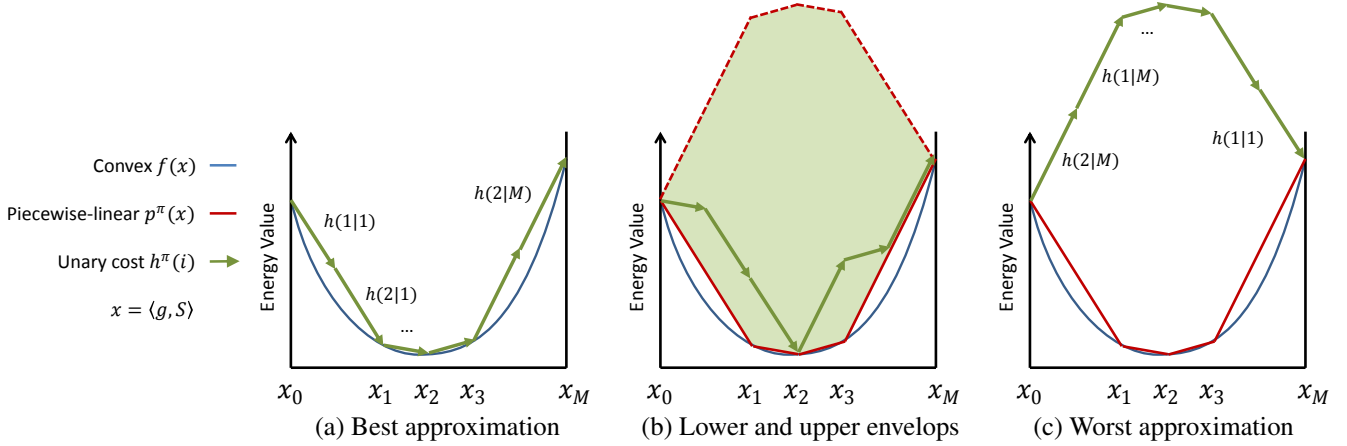 Convex f(x)
Piecewise-linear p^π(x)
Unary cost h^π(i)
x = ⟨g, S⟩
Energy Value
h(1|1)
h(2|1)
...
h(2|M)
x_0 x_1 x_2 x_3 x_M
(a) Best approximation
Energy Value
x_0 x_1 x_2 x_3 x_M
(b) Lower and upper envelops
Energy Value
...
h(1|M)
h(2|M)
h(1|1)
x_0 x_1 x_2 x_3 x_M
(c) Worst approximation